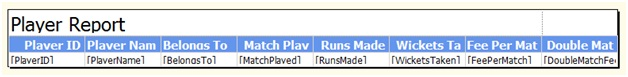 Player Report
Player ID Player Nam Belongs To Match Play Runs Made Wickets Ta Fee Per Mat Double Mat
[PlayerID] [PlayerName] [BelongsTo] [MatchPlayed] [RunsMade] [WicketsTaken] [FeePerMatch] [DoubleMatchFee